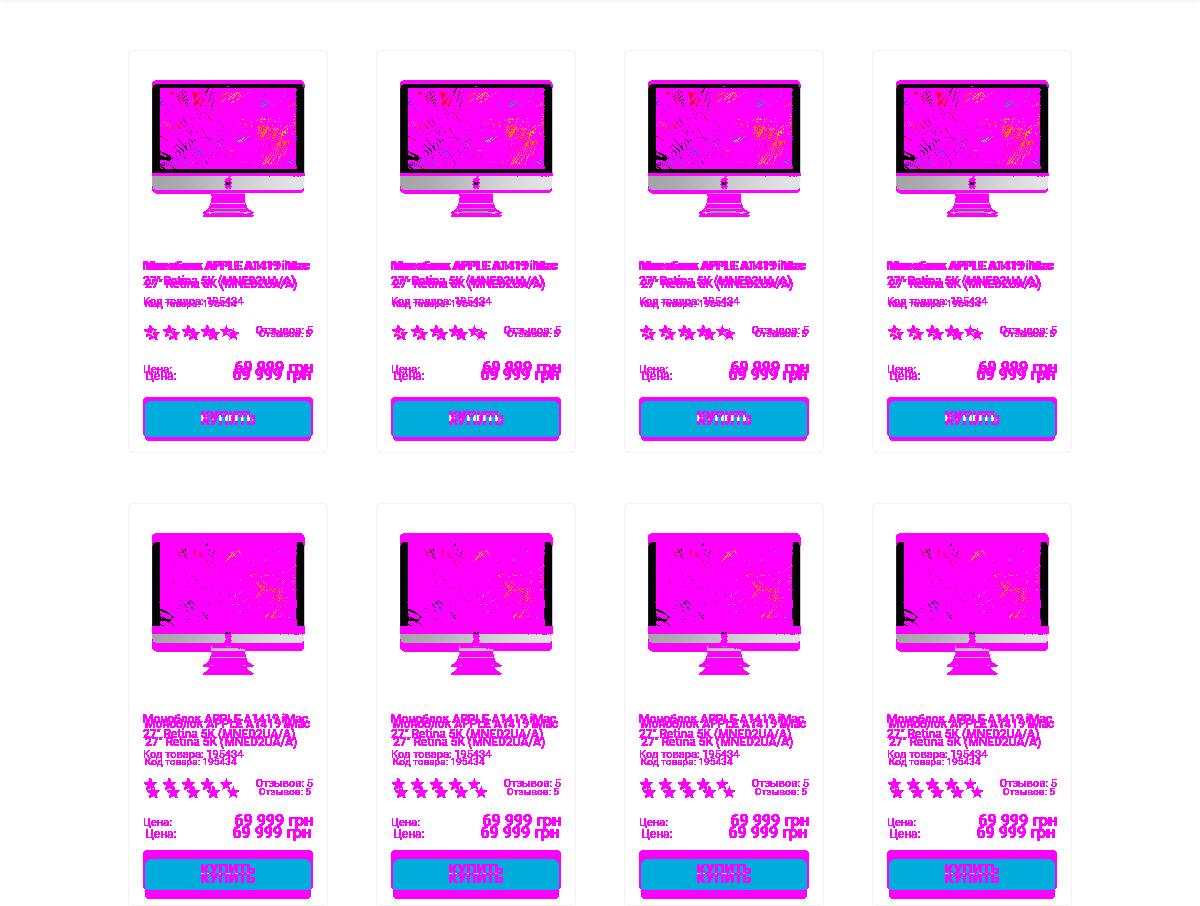 Моноблок APPLE A1419 iMac
27" Retina 5K (MNED2UA/A)
Код товара: 195434
Отзывов: 5
Цена: 69 999 грн
КУПИТЬ
Моноблок APPLE A1419 iMac
27" Retina 5K (MNED2UA/A)
Код товара: 195434
Отзывов: 5
Цена: 69 999 грн
КУПИТЬ
Моноблок APPLE A1419 iMac
27" Retina 5K (MNED2UA/A)
Код товара: 195434
Отзывов: 5
Цена: 69 999 грн
КУПИТЬ
Моноблок APPLE A1419 iMac
27" Retina 5K (MNED2UA/A)
Код товара: 195434
Отзывов: 5
Цена: 69 999 грн
КУПИТЬ
Моноблок APPLE A1419 iMac
27" Retina 5K (MNED2UA/A)
Код товара: 195434
Отзывов: 5
Цена: 69 999 грн
КУПИТЬ
Моноблок APPLE A1419 iMac
27" Retina 5K (MNED2UA/A)
Код товара: 195434
Отзывов: 5
Цена: 69 999 грн
КУПИТЬ
Моноблок APPLE A1419 iMac
27" Retina 5K (MNED2UA/A)
Код товара: 195434
Отзывов: 5
Цена: 69 999 грн
КУПИТЬ
Моноблок APPLE A1419 iMac
27" Retina 5K (MNED2UA/A)
Код товара: 195434
Отзывов: 5
Цена: 69 999 грн
КУПИТЬ